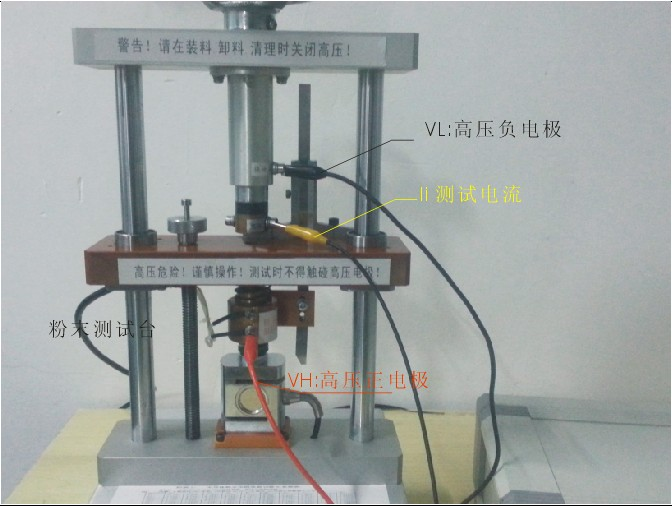 警告！请在装料 卸料 清理时关闭高压！
VL:高压负电极
II 测试电流
高压危险！谨慎操作！测试时不得触碰高压电极！
粉末测试台
VH:高压正电极